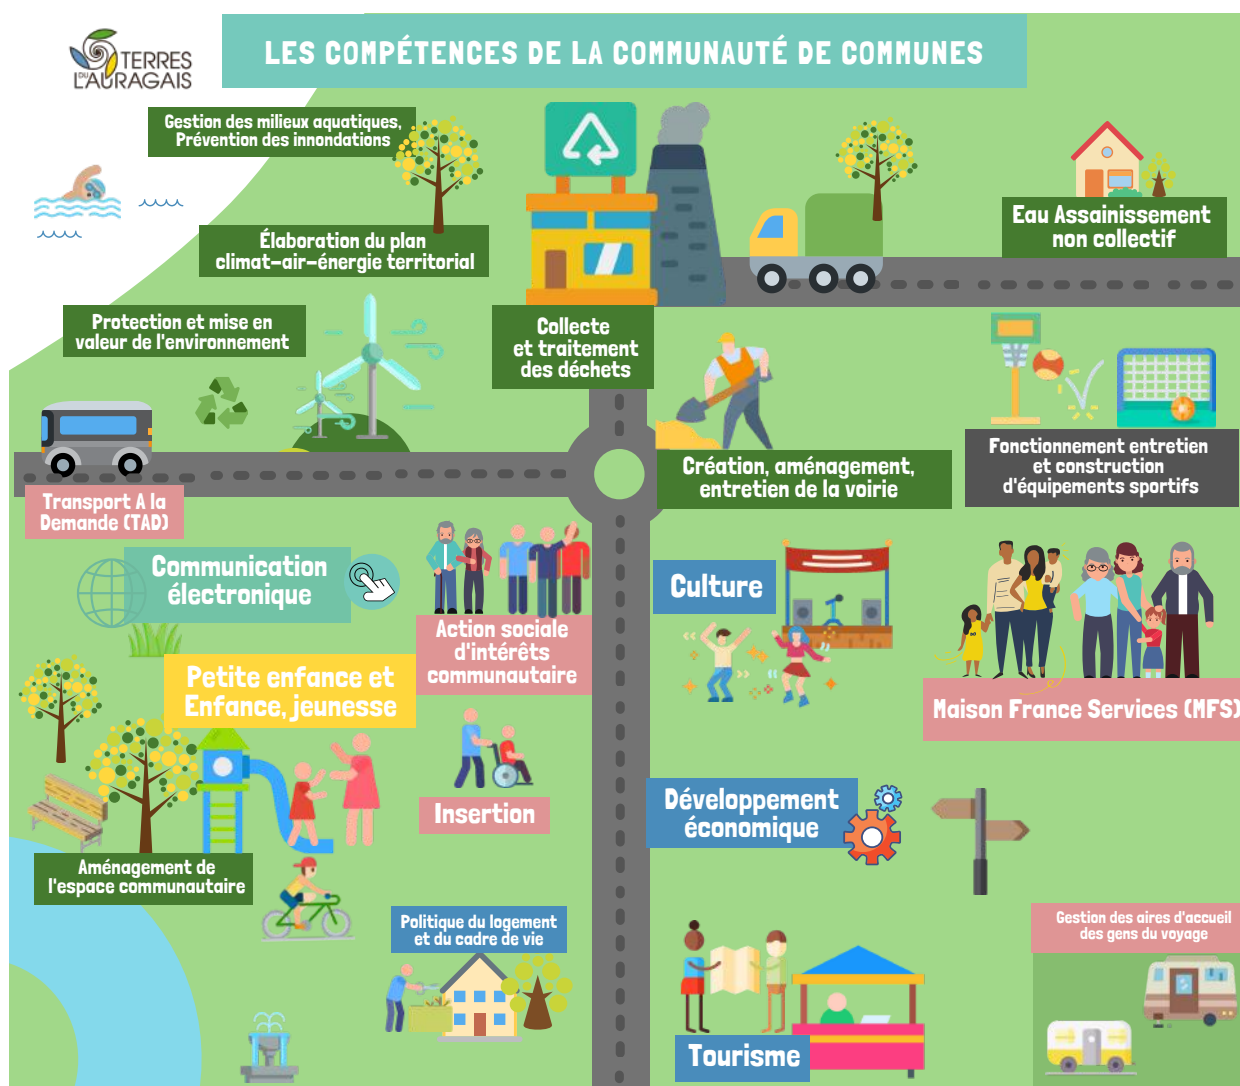 TERRES
DU
L'AURAGAIS
LES COMPÉTENCES DE LA COMMUNAUTÉ DE COMMUNES
Gestion des milieux aquatiques,
Prévention des innondations
Élaboration du plan
climat-air-énergie territorial
Eau Assainissement
non collectif
Protection et mise en
valeur de l'environnement
Collecte
et traitement
des déchets
Création, aménagement,
entretien de la voirie
Fonctionnement entretien
et construction
d'équipements sportifs
Transport A la
Demande (TAD)
Communication
électronique
Action sociale
d'intérêts
communautaire
Culture
Petite enfance et
Enfance, jeunesse
Maison France Services (MFS)
Insertion
Développement
économique
Aménagement de
l'espace communautaire
Politique du logement
et du cadre de vie
Gestion des aires d'accueil
des gens du voyage
Tourisme